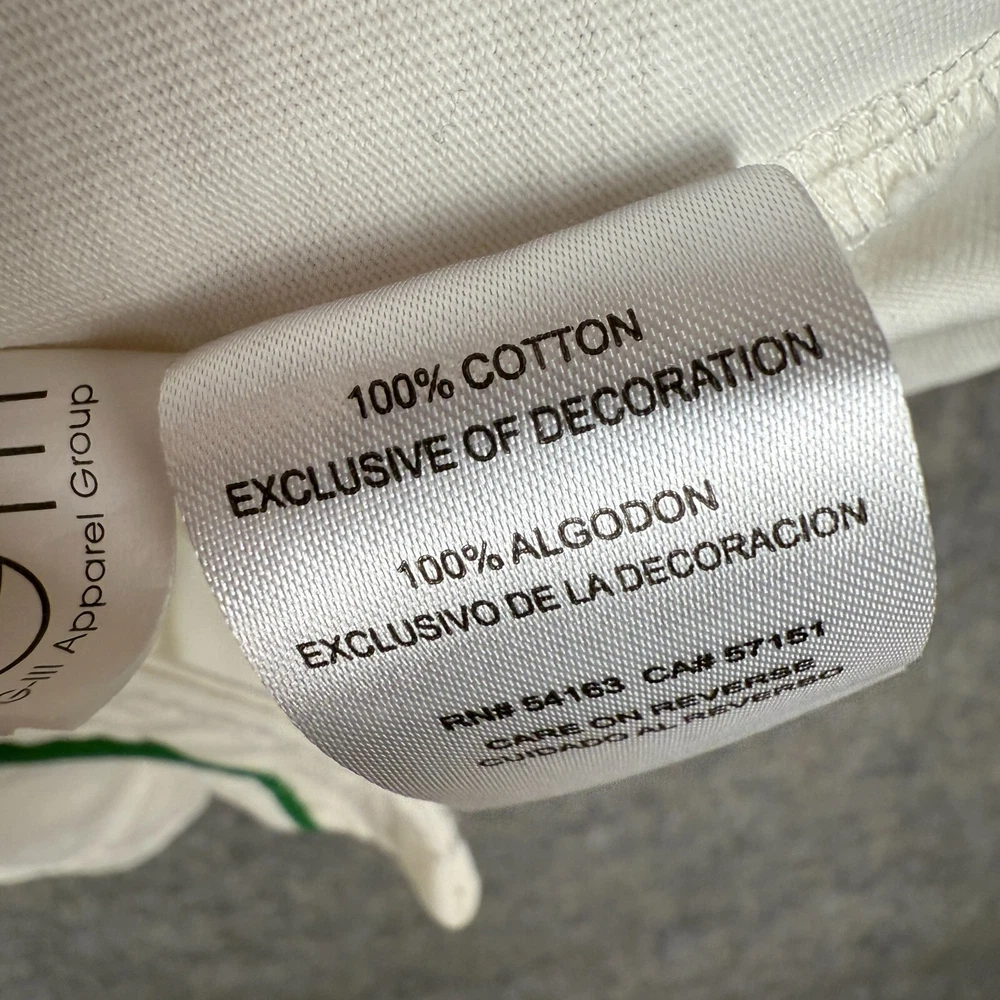 100% COTTON
EXCLUSIVE OF DECORATION
100% ALGODON
EXCLUSIVO DE LA DECORACION
RN# 54163 CA# 57151
CARE ON REVERSE
CUIDADO AL REVERSO
G-III Apparel Group